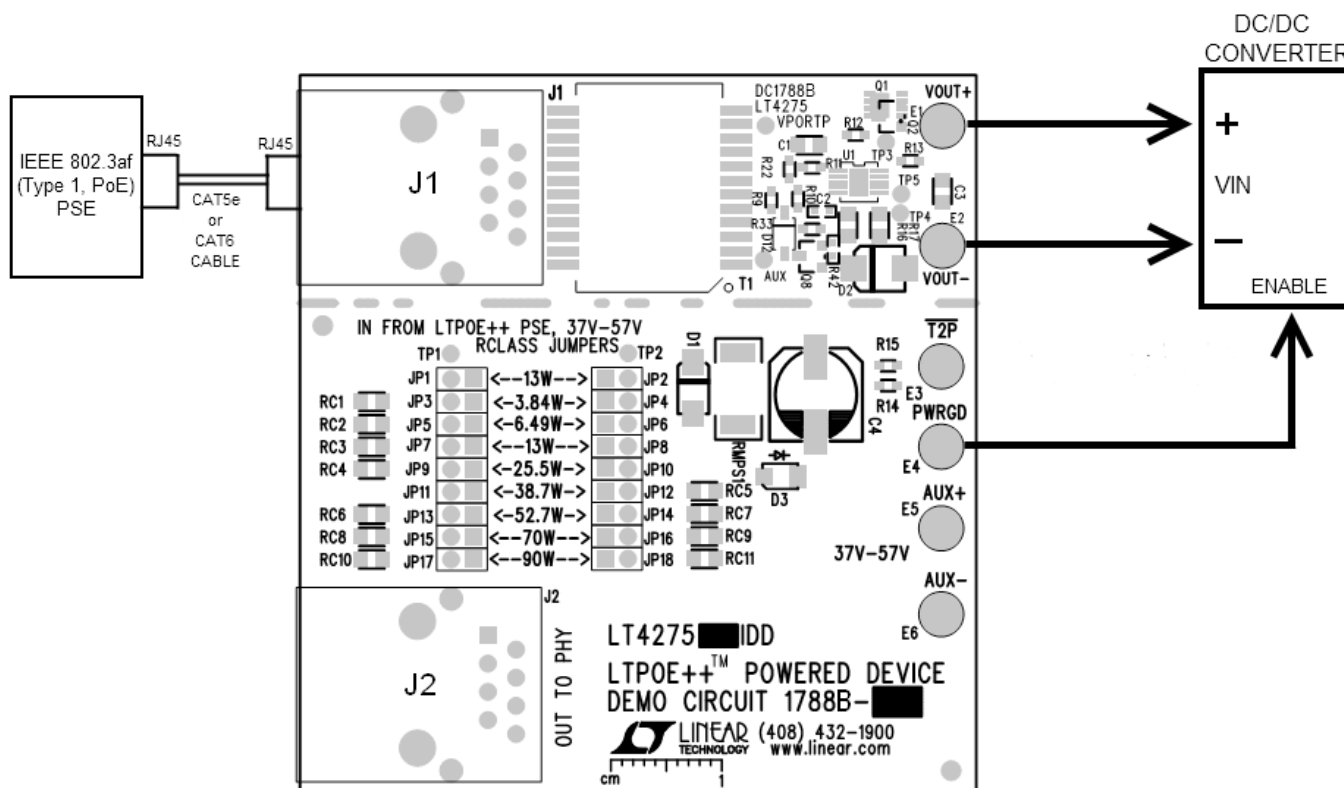 DC/DC
CONVERTER
IEEE 802.3af
(Type 1, PoE)
PSE
RJ45
RJ45
CAT5e
or
CAT6
CABLE
J1
J1
DC1788B
LT4275
VPORTP
Q1
VOUT+
E1
Q2
R12
C1
TP3
R13
U1
R22
R11
TP5
R9
R10
C2
C3
R33
D12
TP4
E2
R16
R17
AUX
Q8
R42
D2
VOUT-
T1
+
VIN
−
ENABLE
IN FROM LTPOE++ PSE, 37V-57V
RCLASS JUMPERS
TP1
TP2
JP1 <--13W--> JP2
RC1 JP3 <-3.84W-> JP4
RC2 JP5 <-6.49W-> JP6
RC3 JP7 <--13W--> JP8
RC4 JP9 <-25.5W-> JP10
JP11 <-38.7W-> JP12 RC5
RC6 JP13 <-52.7W-> JP14 RC7
RC8 JP15 <--70W--> JP16 RC9
RC10 JP17 <--90W--> JP18 RC11
D1
RMPS1
C4
D3
R15
R14
T2P
E3
PWRGD
E4
AUX+
E5
37V-57V
AUX-
E6
J2
J2
OUT TO PHY
LT4275 IDD
LTPOE++™ POWERED DEVICE
DEMO CIRCUIT 1788B-
LINEAR (408) 432-1900
TECHNOLOGY www.linear.com
cm 1